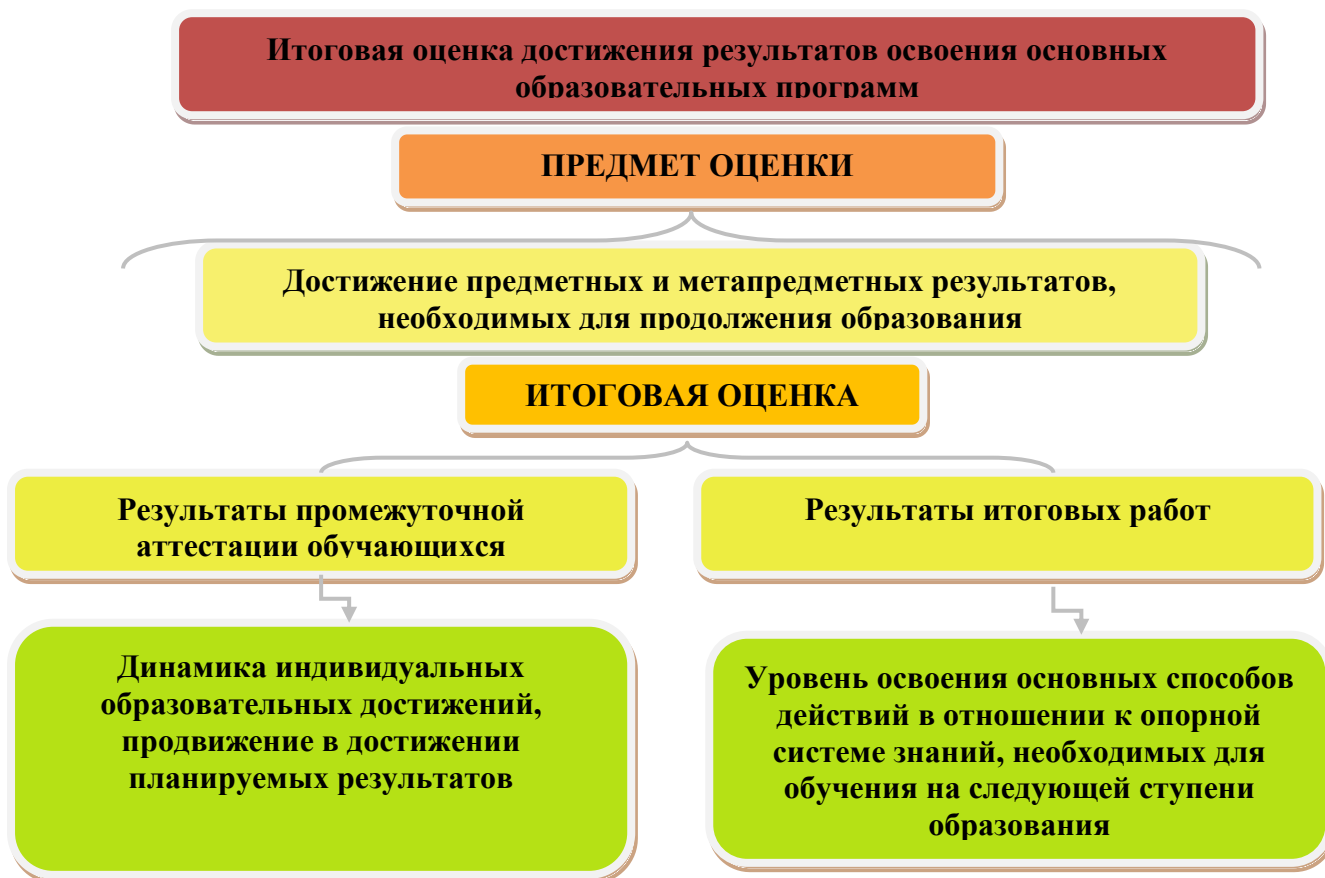 Итоговая оценка достижения результатов освоения основных
образовательных программ
ПРЕДМЕТ ОЦЕНКИ
Достижение предметных и метапредметных результатов,
необходимых для продолжения образования
ИТОГОВАЯ ОЦЕНКА
Результаты промежуточной
аттестации обучающихся
Результаты итоговых работ
Динамика индивидуальных
образовательных достижений,
продвижение в достижении
планируемых результатов
Уровень освоения основных способов
действий в отношении к опорной
системе знаний, необходимых для
обучения на следующей ступени
образования